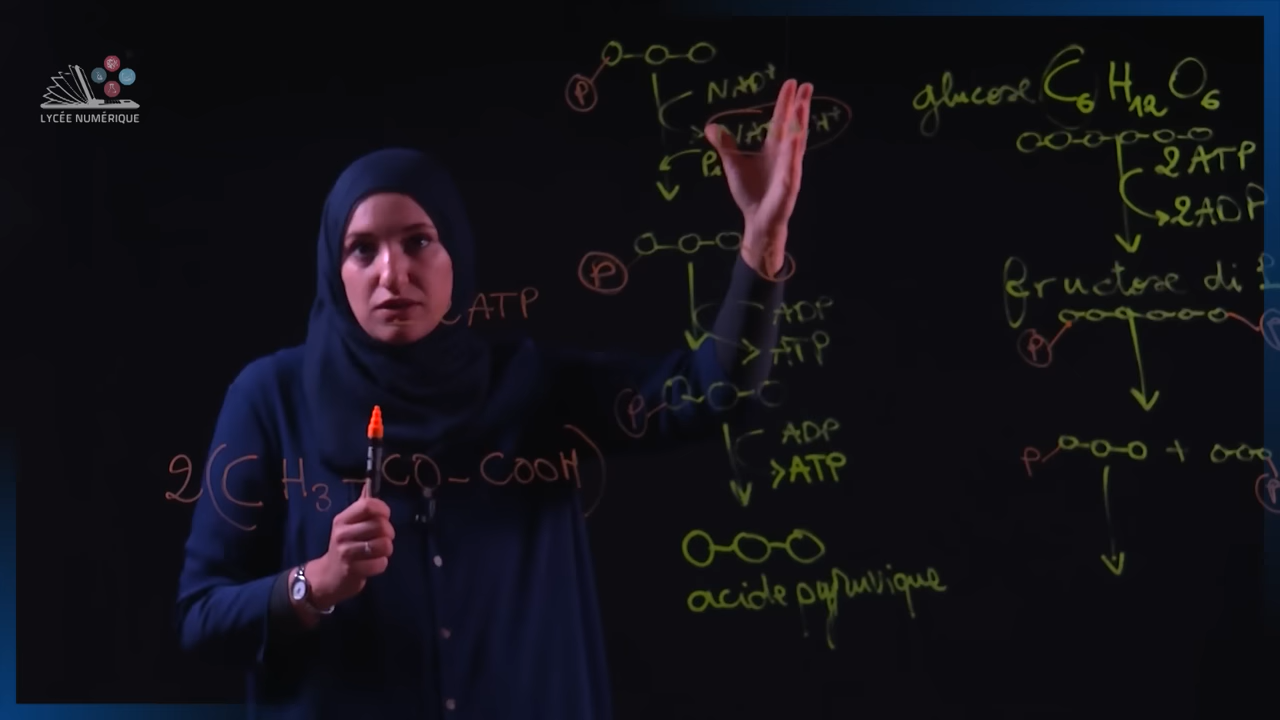 LYCÉE NUMÉRIQUE
P
NAD⁺
P
ADP
>ATP
P
ADP
>ATP
acide pyruvique
ATP
2(CH₃-CO-COOH)
glucose C₆H₁₂O₆
2ATP
>2ADP
fructose di P
P
P
P + P